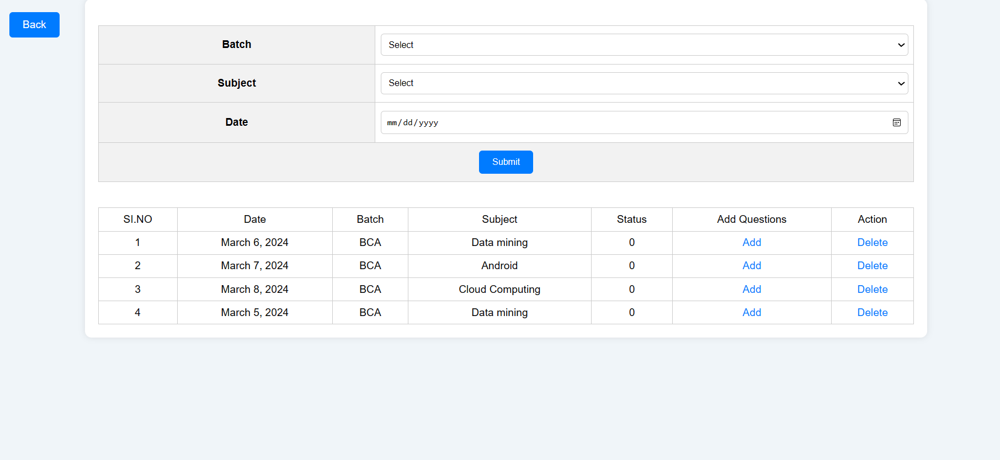 Back
Batch Select
Subject Select
Date mm/dd/yyyy
Submit
SI.NO Date Batch Subject Status Add Questions Action
1 March 6, 2024 BCA Data mining 0 Add Delete
2 March 7, 2024 BCA Android 0 Add Delete
3 March 8, 2024 BCA Cloud Computing 0 Add Delete
4 March 5, 2024 BCA Data mining 0 Add Delete